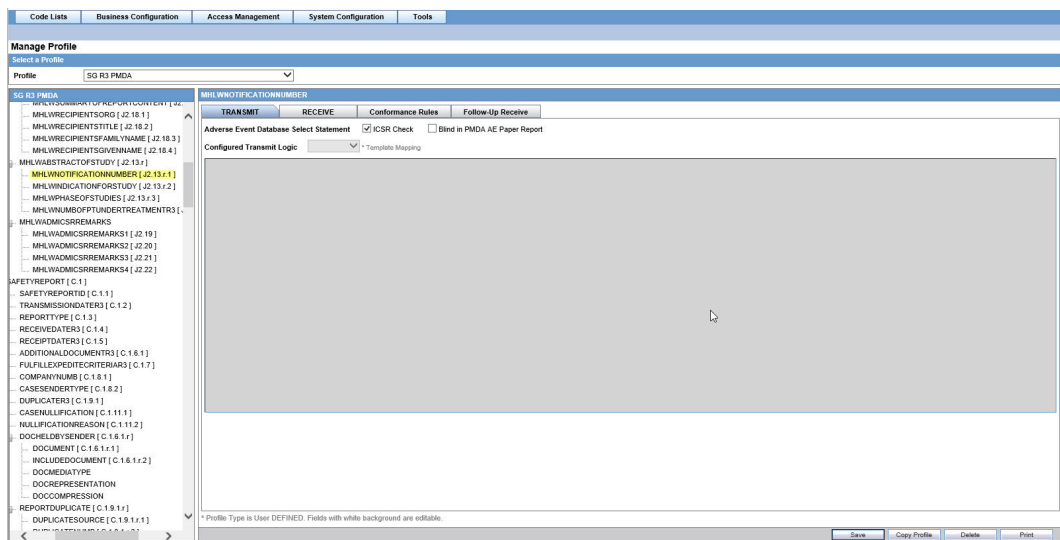 Code Lists Business Configuration Access Management System Configuration Tools
Manage Profile
Select a Profile
Profile SG R3 PMDA
SG R3 PMDA
MHLWSUMMARYOFREPORTCONTENT [ J2.
MHLWRECIPIENTSORG [ J2.18.1 ]
MHLWRECIPIENTSTITLE [ J2.18.2 ]
MHLWRECIPIENTSFAMILYNAME [ J2.18.3 ]
MHLWRECIPIENTSGIVENNAME [ J2.18.4 ]
MHLWABSTRACTOFSTUDY [ J2.13.r ]
MHLWNOTIFICATIONNUMBER [ J2.13.r.1 ]
MHLWINDICATIONFORSTUDY [ J2.13.r.2 ]
MHLWPHASEOFSTUDIES [ J2.13.r.3 ]
MHLWNUMBOFPTUNDERTREATMENTR3 [
MHLWADMICSRREMARKS
MHLWADMICSRREMARKS1 [ J2.19 ]
MHLWADMICSRREMARKS2 [ J2.20 ]
MHLWADMICSRREMARKS3 [ J2.21 ]
MHLWADMICSRREMARKS4 [ J2.22 ]
SAFETYREPORT [ C.1 ]
SAFETYREPORTID [ C.1.1 ]
TRANSMISSIONDATER3 [ C.1.2 ]
REPORTTYPE [ C.1.3 ]
RECEIVEDATER3 [ C.1.4 ]
RECEIPTDATER3 [ C.1.5 ]
ADDITIONALDOCUMENTR3 [ C.1.6.1 ]
FULFILLEXPEDITECRITERIAR3 [ C.1.7 ]
COMPANYNUMB [ C.1.8.1 ]
CASESENDERTYPE [ C.1.8.2 ]
DUPLICATER3 [ C.1.9.1 ]
CASENULLIFICATION [ C.1.11.1 ]
NULLIFICATIONREASON [ C.1.11.2 ]
DOCHELDBYSENDER [ C.1.6.1.r ]
DOCUMENT [ C.1.6.1.r.1 ]
INCLUDEDOCUMENT [ C.1.6.1.r.2 ]
DOCMEDIATYPE
DOCREPRESENTATION
DOCCOMPRESSION
REPORTDUPLICATE [ C.1.9.1.r ]
DUPLICATESOURCE [ C.1.9.1.r.1 ]
MHLWNOTIFICATIONNUMBER
TRANSMIT RECEIVE Conformance Rules Follow-Up Receive
Adverse Event Database Select Statement ICSR Check Blind in PMDA AE Paper Report
Configured Transmit Logic * Template Mapping
* Profile Type is User DEFINED. Fields with white background are editable.
Save Copy Profile Delete Print